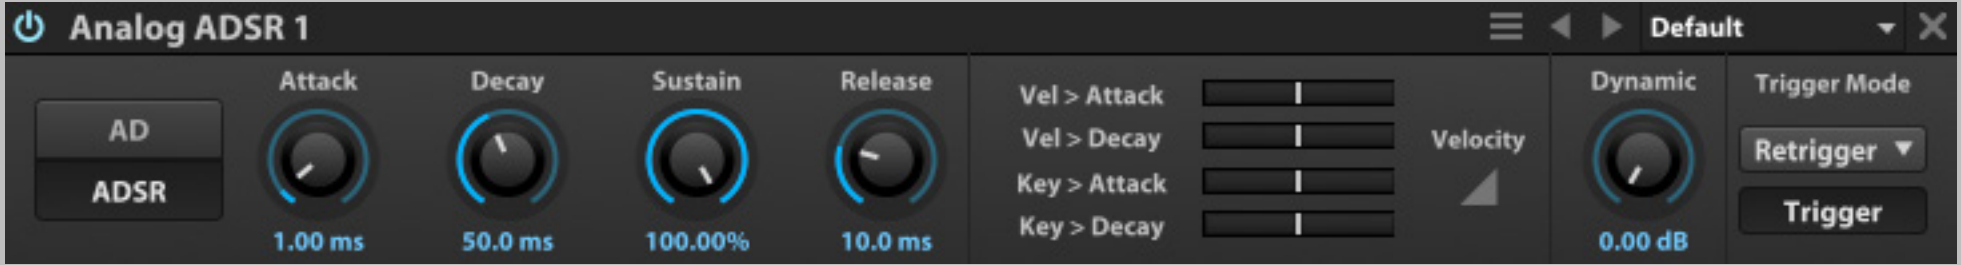 Analog ADSR 1
Default
AD
ADSR
Attack
1.00 ms
Decay
50.0 ms
Sustain
100.00%
Release
10.0 ms
Vel > Attack
Vel > Decay
Key > Attack
Key > Decay
Velocity
Dynamic
0.00 dB
Trigger Mode
Retrigger
Trigger